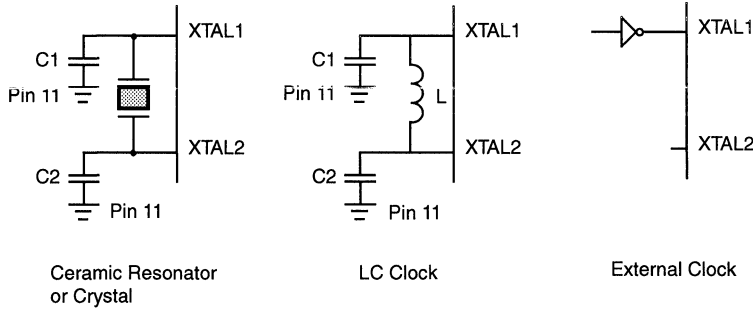 XTAL1
C1
Pin 11
XTAL2
C2
Pin 11
Ceramic Resonator
or Crystal
XTAL1
C1
Pin 11
L
XTAL2
C2
Pin 11
LC Clock
XTAL1
XTAL2
External Clock